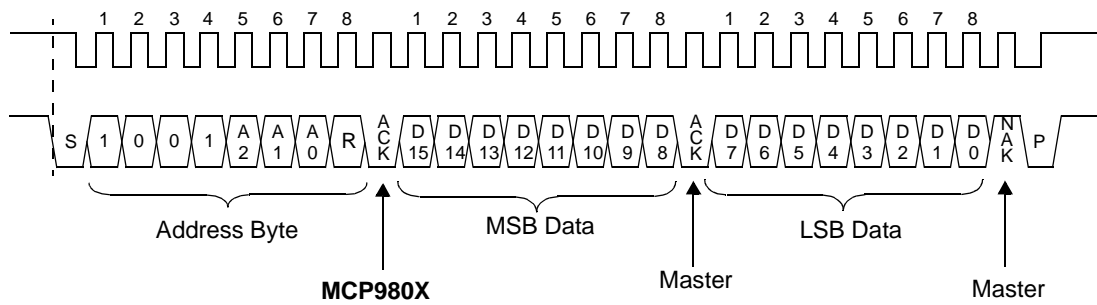 1 2 3 4 5 6 7 8 1 2 3 4 5 6 7 8 1 2 3 4 5 6 7 8
S 1 0 0 1 A2 A1 A0 R ACK D15 D14 D13 D12 D11 D10 D9 D8 ACK D7 D6 D5 D4 D3 D2 D1 D0 NAK P
Address Byte MSB Data LSB Data
MCP980X Master Master